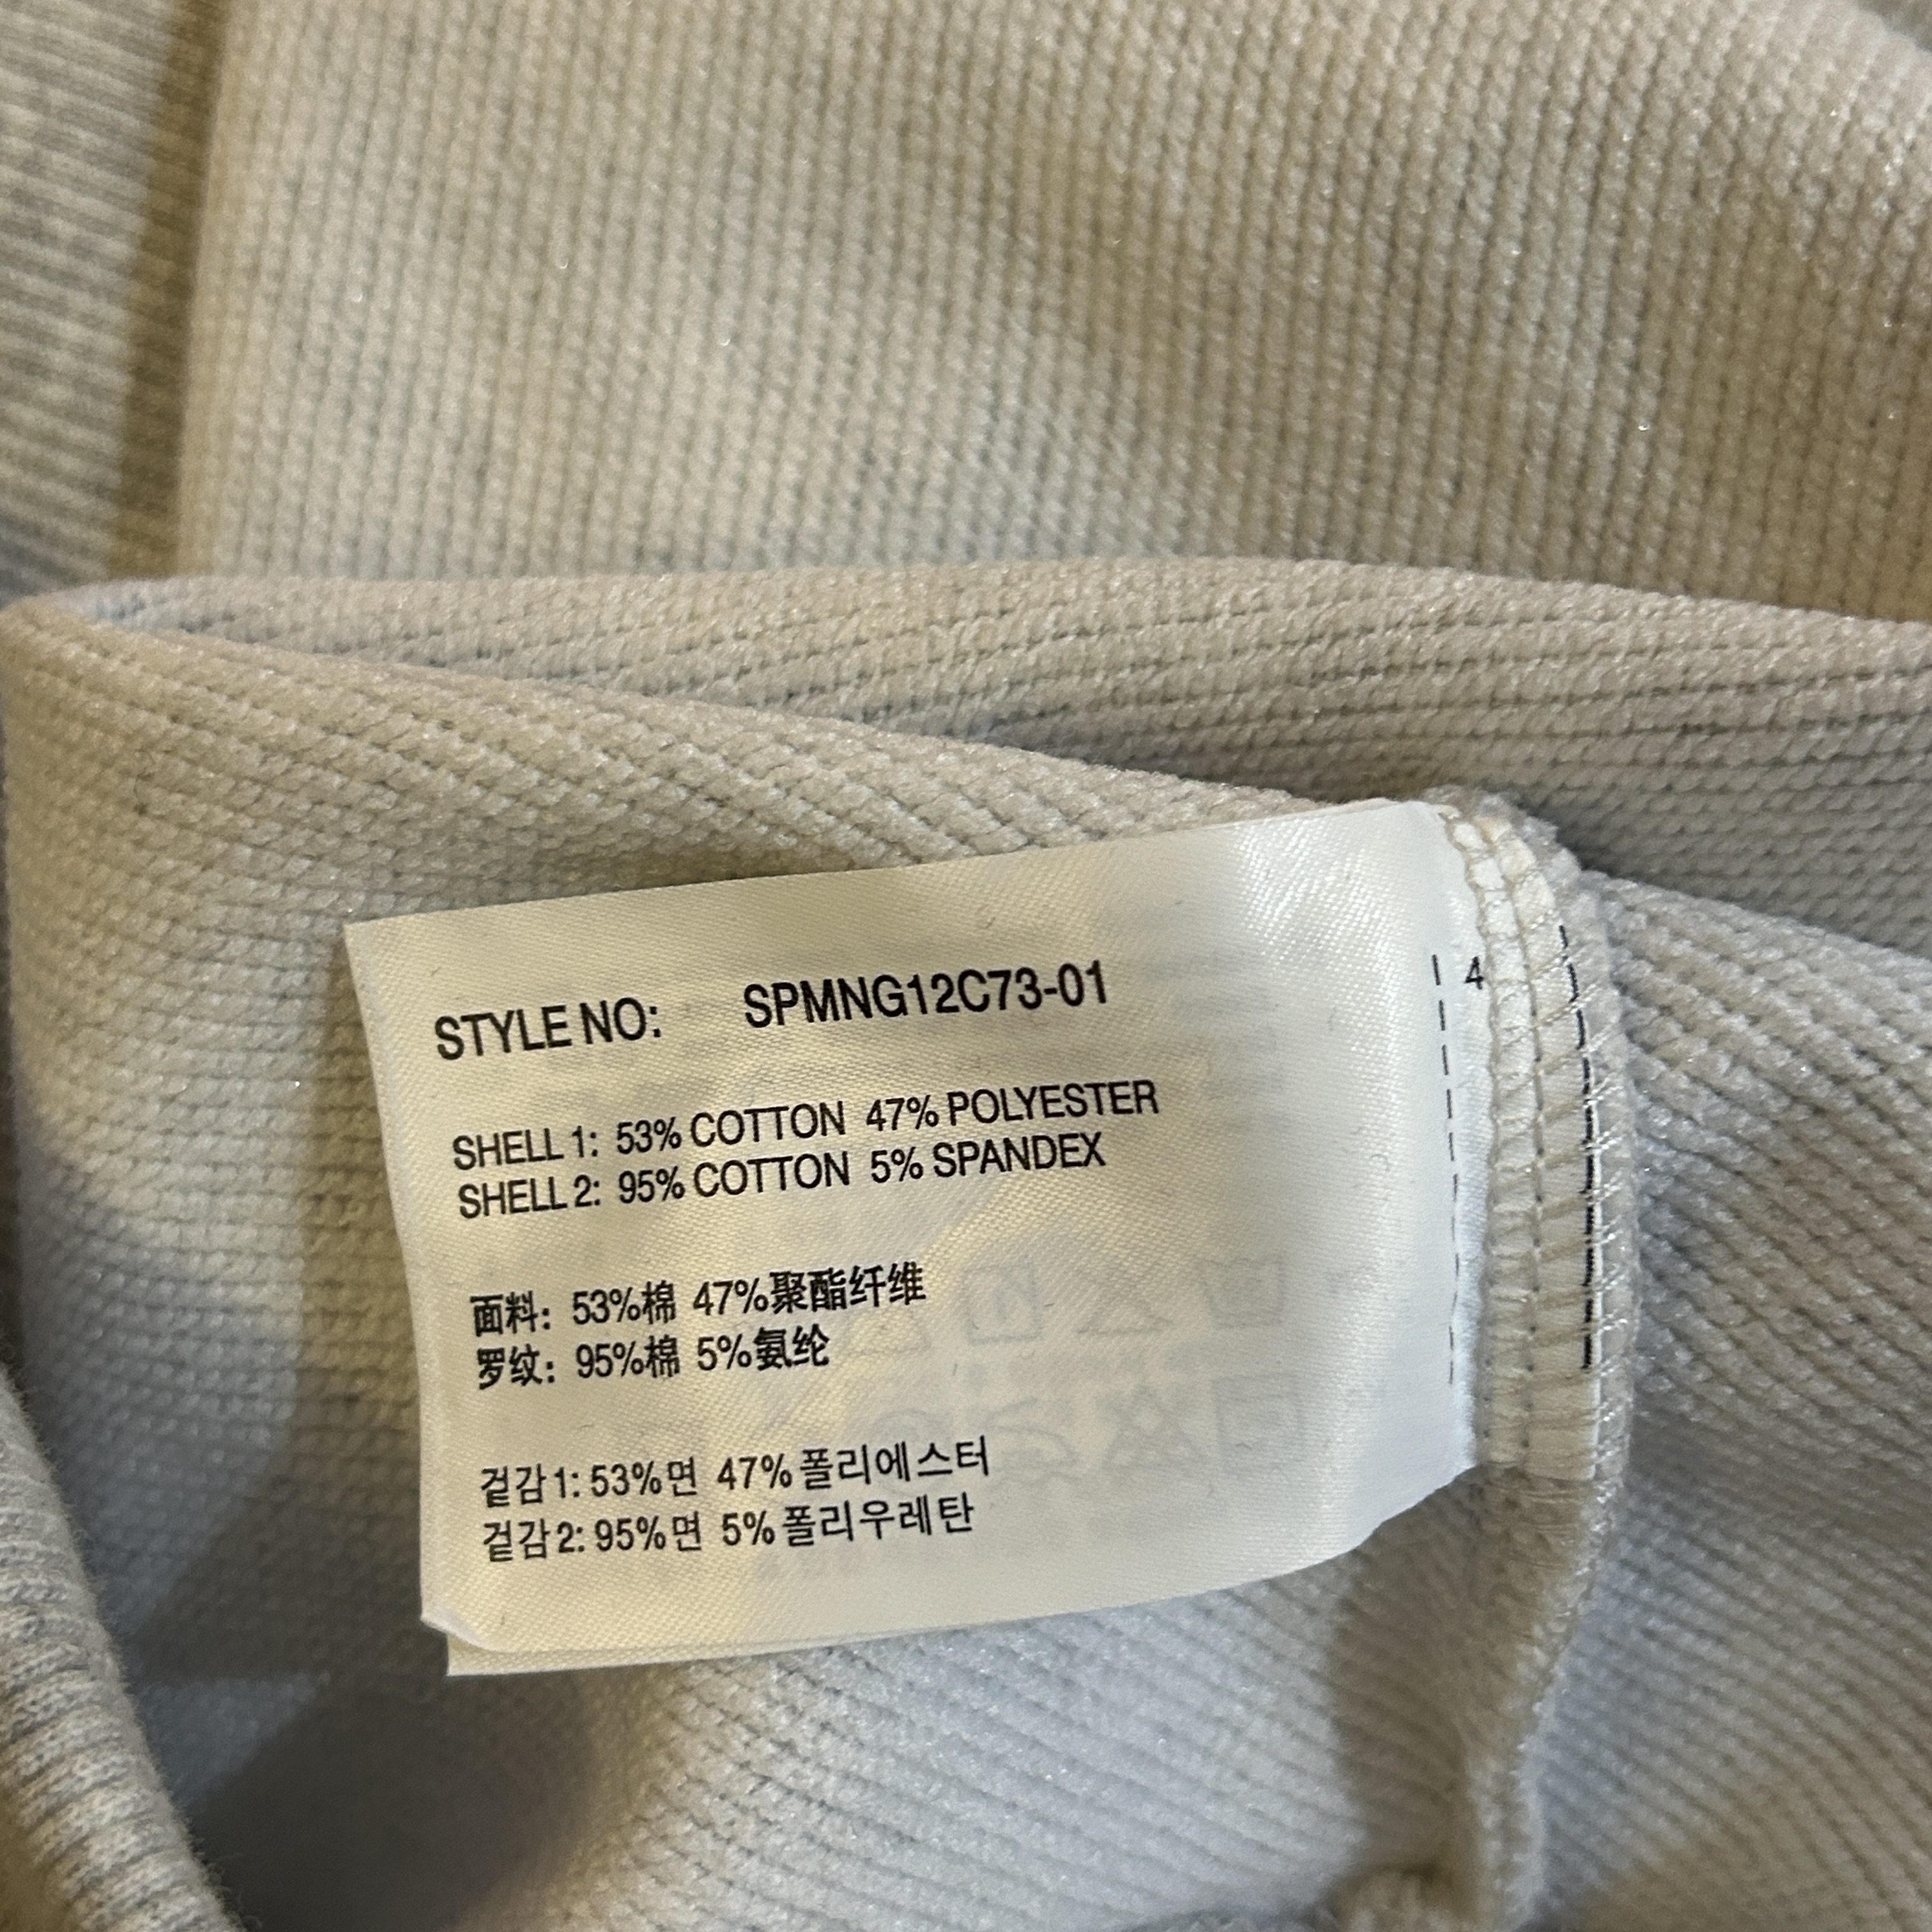 STYLE NO: SPMNG12C73-01
4
SHELL 1: 53% COTTON 47% POLYESTER
SHELL 2: 95% COTTON 5% SPANDEX
面料: 53%棉 47%聚酯纤维
罗纹: 95%棉 5%氨纶
겉감1: 53%면 47%폴리에스터
겉감2: 95%면 5%폴리우레탄